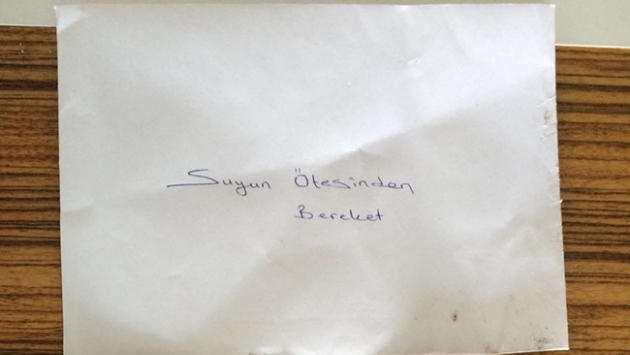 Suyun Ötesinden
Bereket